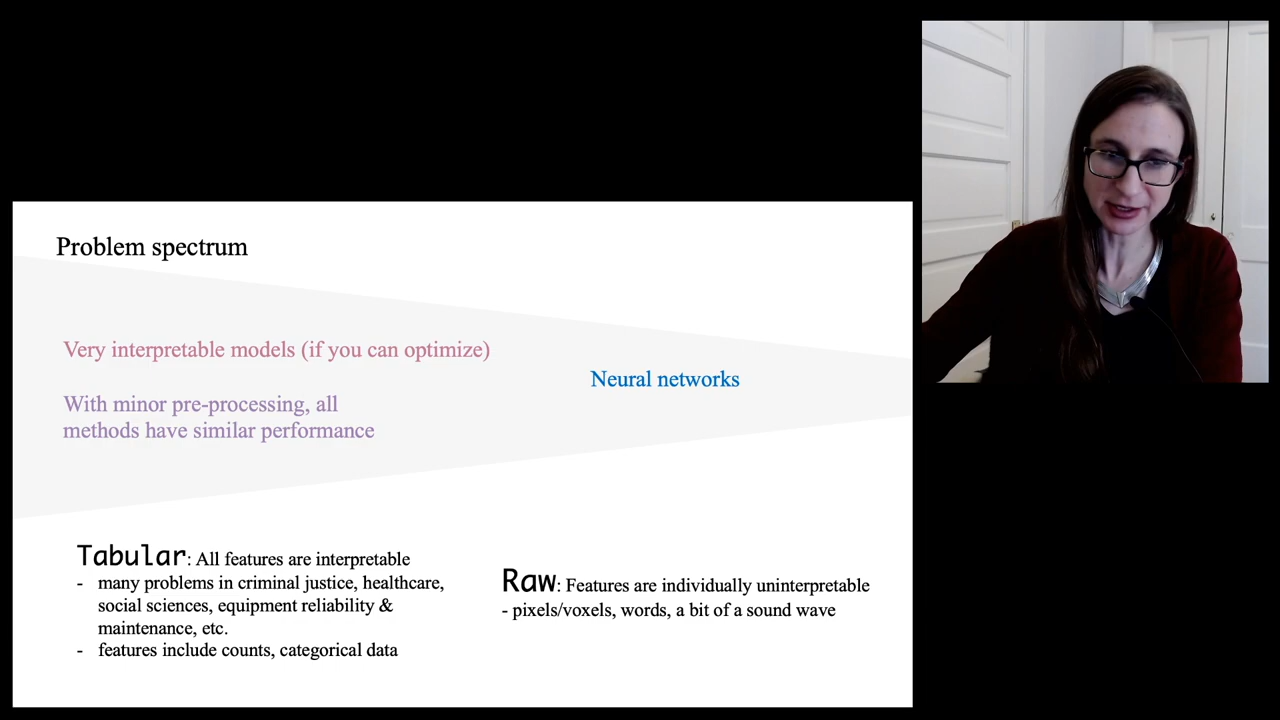 Problem spectrum
Very interpretable models (if you can optimize)
With minor pre-processing, all
methods have similar performance
Neural networks
Tabular: All features are interpretable
- many problems in criminal justice, healthcare,
social sciences, equipment reliability &
maintenance, etc.
- features include counts, categorical data
Raw: Features are individually uninterpretable
- pixels/voxels, words, a bit of a sound wave